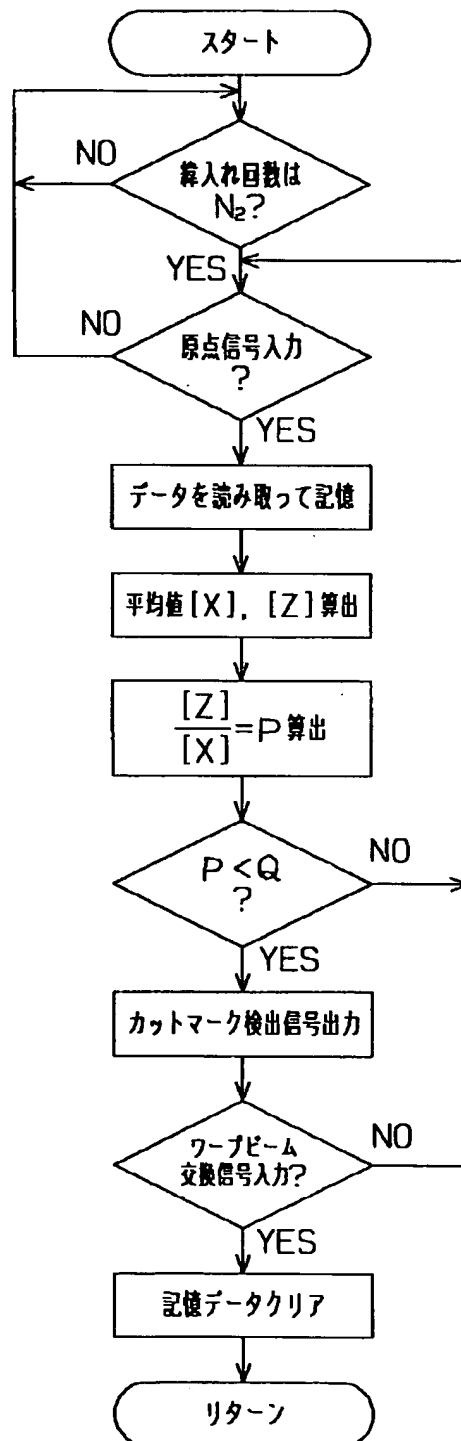 スタート
NO
緯入れ回数は
N₂?
YES
NO
原点信号入力
?
YES
データを読み取って記憶
平均値[X], [Z]算出
[Z]
[X] =P算出
P<Q
?
NO
YES
カットマーク検出信号出力
ワープビーム
交換信号入力?
NO
YES
記憶データクリア
リターン